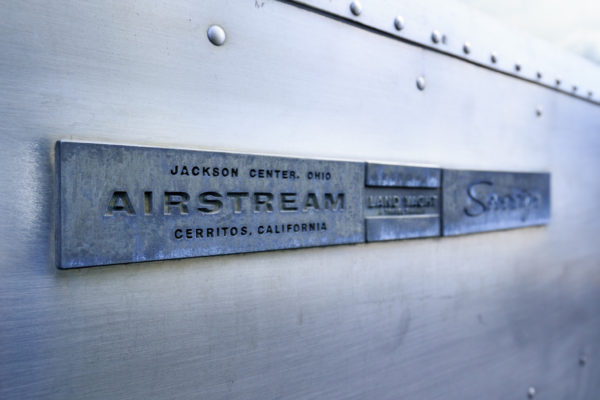 JACKSON CENTER, OHIO
AIRSTREAM
CERRITOS, CALIFORNIA
LAND YACHT